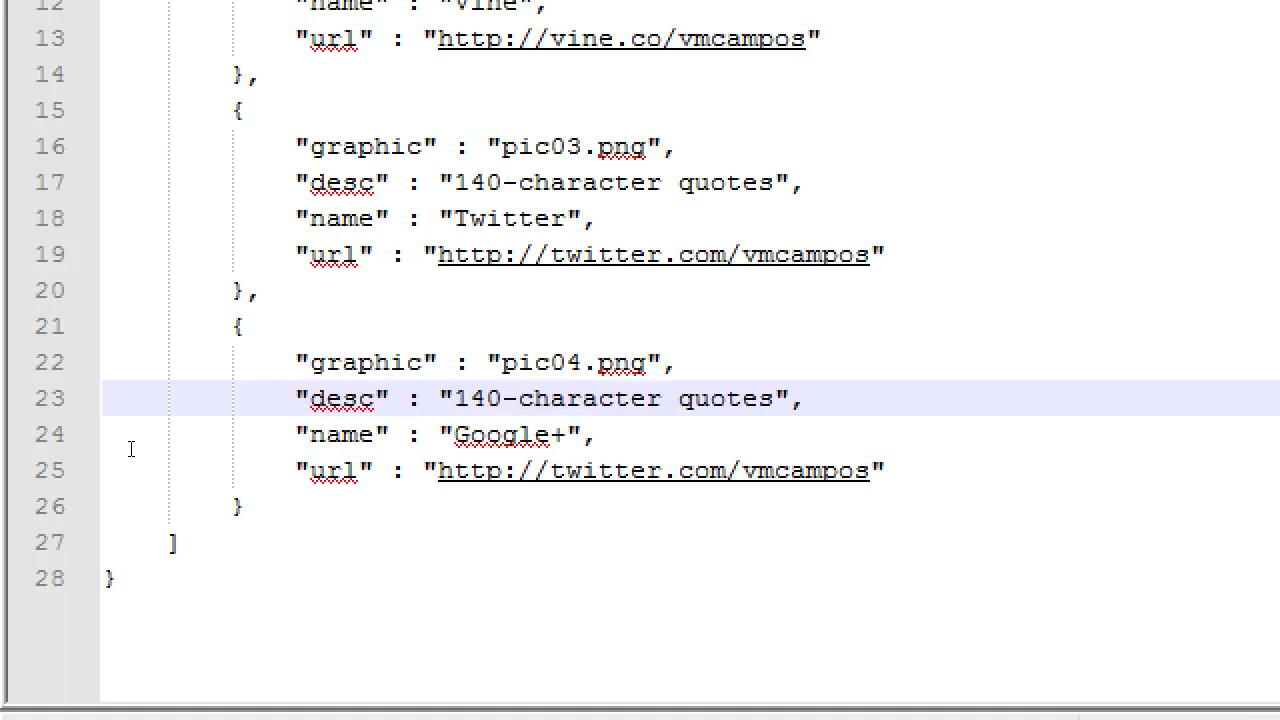 12 "name" : "Vine",
13 "url" : "http://vine.co/vmcampos"
14 },
15 {
16 "graphic" : "pic03.png",
17 "desc" : "140-character quotes",
18 "name" : "Twitter",
19 "url" : "http://twitter.com/vmcampos"
20 },
21 {
22 "graphic" : "pic04.png",
23 "desc" : "140-character quotes",
24 "name" : "Google+",
25 "url" : "http://twitter.com/vmcampos"
26 }
27 ]
28 }